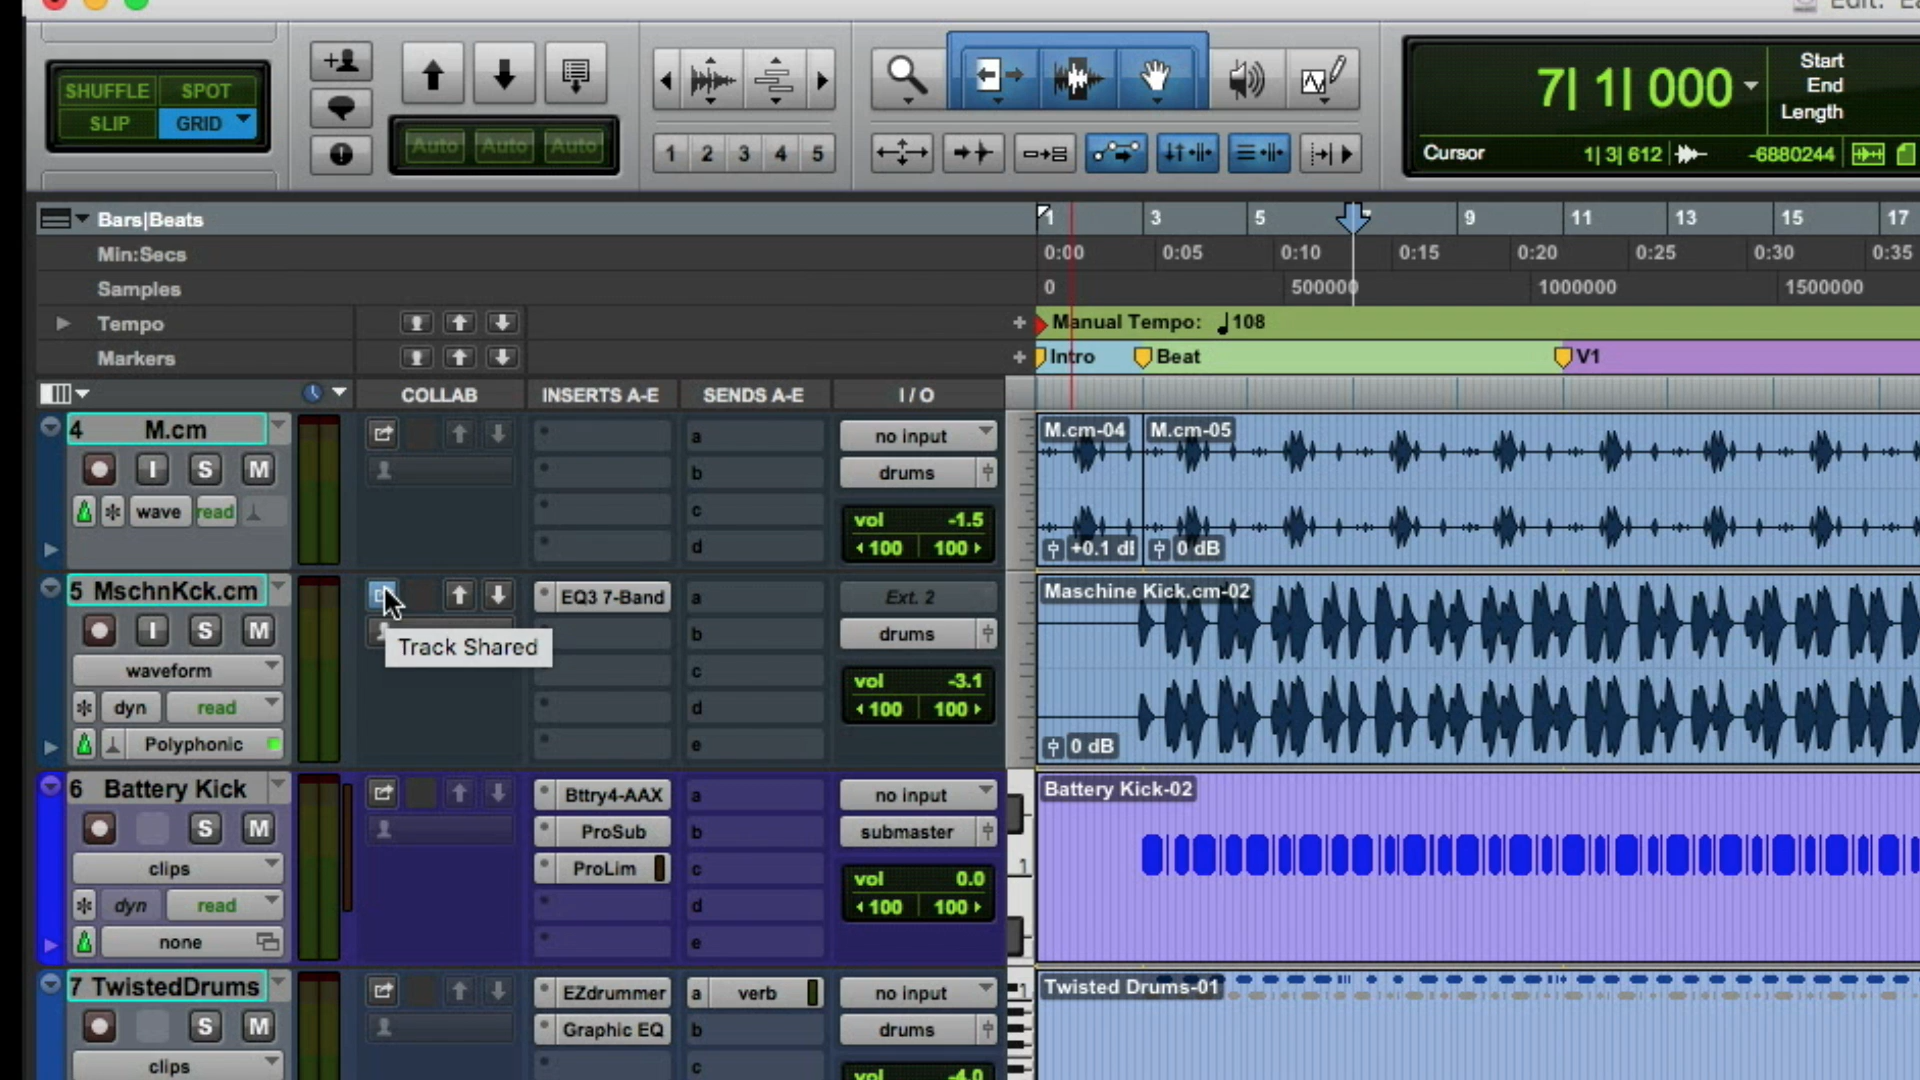 SHUFFLE SPOT
SLIP GRID
Auto Auto Auto
1 2 3 4 5
7| 1| 000
Start
End
Length
Cursor 1| 3| 612 -6880244
Bars|Beats 1 3 5 9 11 13 15 17
Min:Secs 0:00 0:05 0:10 0:15 0:20 0:25 0:30 0:35
Samples 0 500000 1000000 1500000
Tempo + Manual Tempo: 108
Markers + Intro Beat V1
COLLAB INSERTS A-E SENDS A-E I / O
4 M.cm
I S M
wave read
a
b
c
d
no input
drums
vol -1.5
100 100
M.cm-04 M.cm-05
0 dB
5 MschnKck.cm
I S M
waveform
dyn read
Polyphonic
Track Shared
EQ3 7-Band
a
b
c
d
e
Ext. 2
drums
vol -3.1
100 100
Maschine Kick.cm-02
0 dB
6 Battery Kick
S M
clips
dyn read
none
Bttry4-AAX
ProSub
ProLim
a
b
c
d
e
no input
submaster
vol 0.0
100 100
Battery Kick-02
1
7 TwistedDrums
S M
clips
EZdrummer
Graphic EQ
a verb
b
c
no input
drums
vol -4.0
Twisted Drums-01